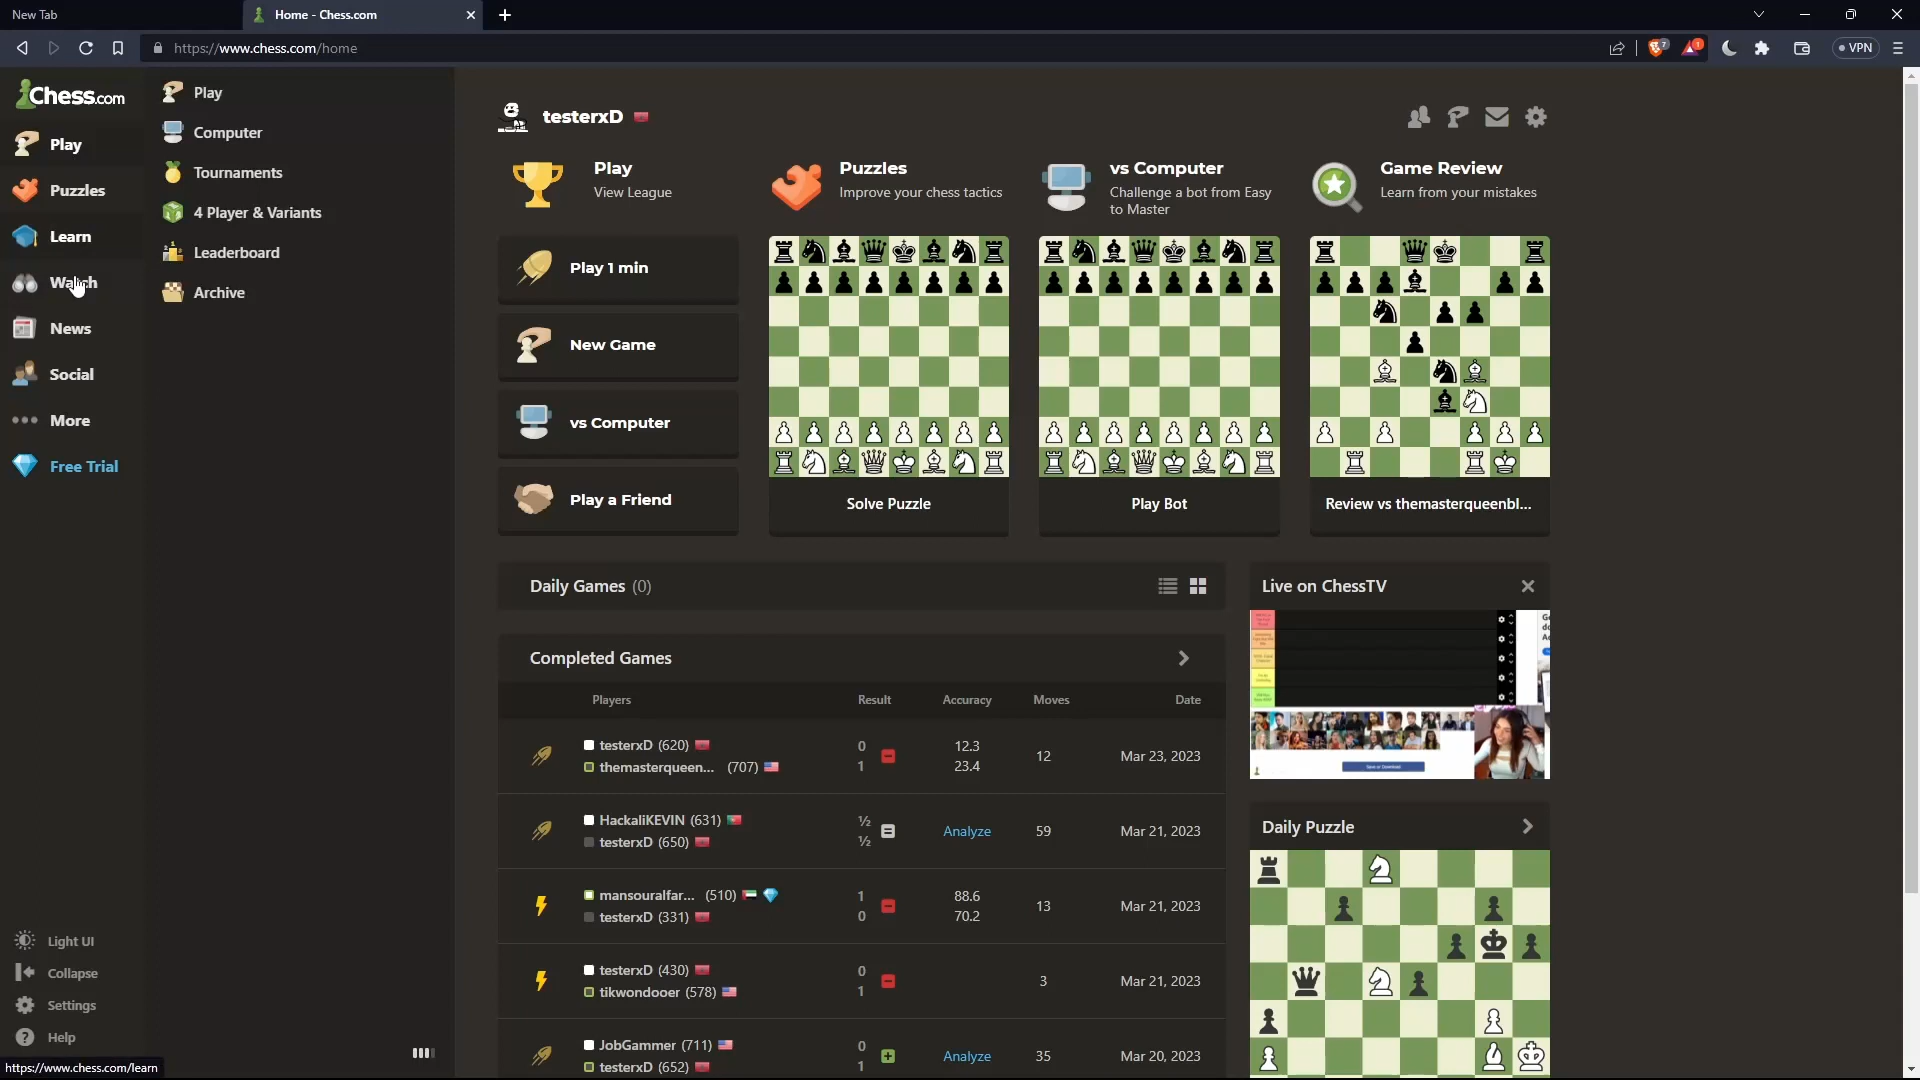 New Tab
Home - Chess.com
https://www.chess.com/home
7
1
VPN
Chess.com
Play
Puzzles
Learn
Watch
News
Social
More
Free Trial
Light UI
Collapse
Settings
Help
https://www.chess.com/learn
Play
Computer
Tournaments
4 Player & Variants
Leaderboard
Archive
testerxD
Play
View League
Play 1 min
New Game
vs Computer
Play a Friend
Puzzles
Improve your chess tactics
Solve Puzzle
vs Computer
Challenge a bot from Easy
to Master
Play Bot
Game Review
Learn from your mistakes
Review vs themasterqueenbl...
Daily Games (0)
Completed Games
Players Result Accuracy Moves Date
testerxD (620) 0 12.3
themasterqueen... (707) 1 23.4
12 Mar 23, 2023
HackaliKEVIN (631) ½
testerxD (650) ½
Analyze 59 Mar 21, 2023
mansouralfar... (510) 1 88.6
testerxD (331) 0 70.2
13 Mar 21, 2023
testerxD (430) 0
tikwondooer (578) 1
3 Mar 21, 2023
JobGammer (711) 0
testerxD (652) 1
Analyze 35 Mar 20, 2023
Live on ChessTV
Daily Puzzle